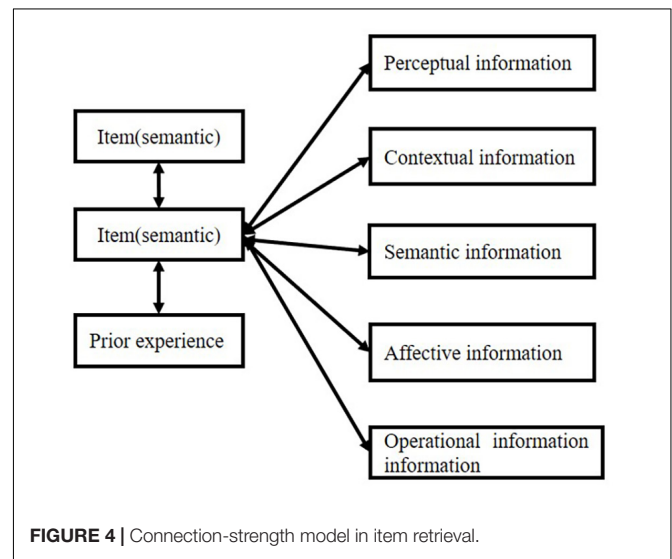 Item(semantic)
Item(semantic)
Prior experience
Perceptual information
Contextual information
Semantic information
Affective information
Operational information
information
FIGURE 4 | Connection-strength model in item retrieval.